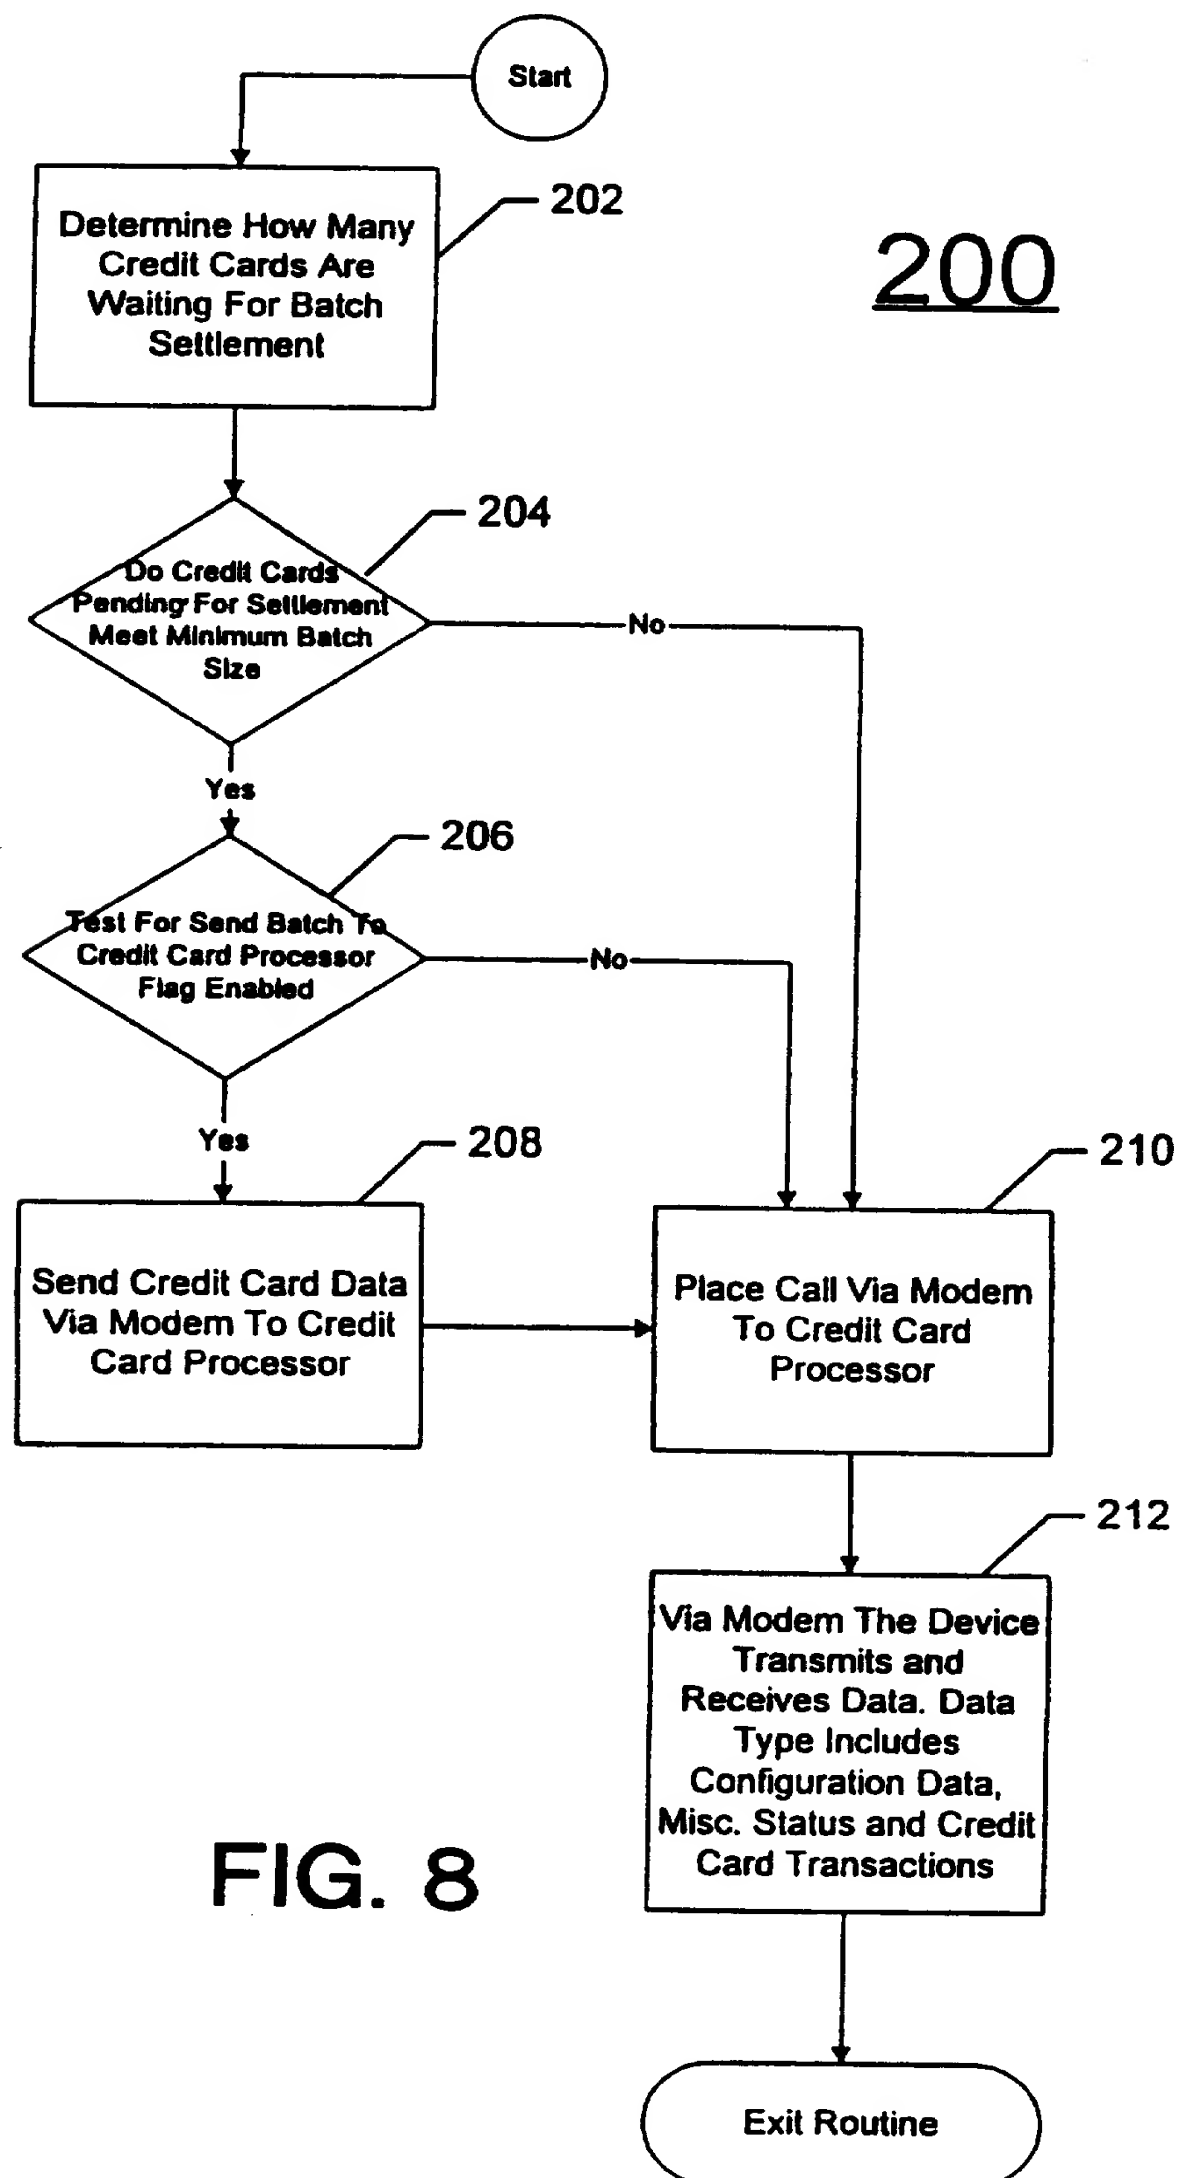 Start
202
200
Determine How Many
Credit Cards Are
Waiting For Batch
Settlement
204
Do Credit Cards
Pending For Settlement
Meet Minimum Batch
Size
No
Yes
206
Test For Send Batch To
Credit Card Processor
Flag Enabled
No
Yes
208
210
Send Credit Card Data
Via Modem To Credit
Card Processor
Place Call Via Modem
To Credit Card
Processor
212
Via Modem The Device
Transmits and
Receives Data. Data
Type Includes
Configuration Data,
Misc. Status and Credit
Card Transactions
FIG. 8
Exit Routine